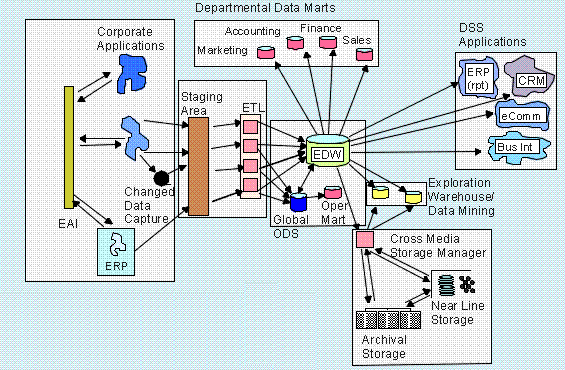 Departmental Data Marts
Corporate
Applications
Accounting
Finance
Marketing
Sales
DSS
Applications
ERP
(rpt)
CRM
eComm
Bus Int
Staging
Area
ETL
EDW
Changed
Data
Capture
EAI
ERP
Global
ODS
Oper
Mart
Exploration
Warehouse/
Data Mining
Cross Media
Storage Manager
Near Line
Storage
Archival
Storage